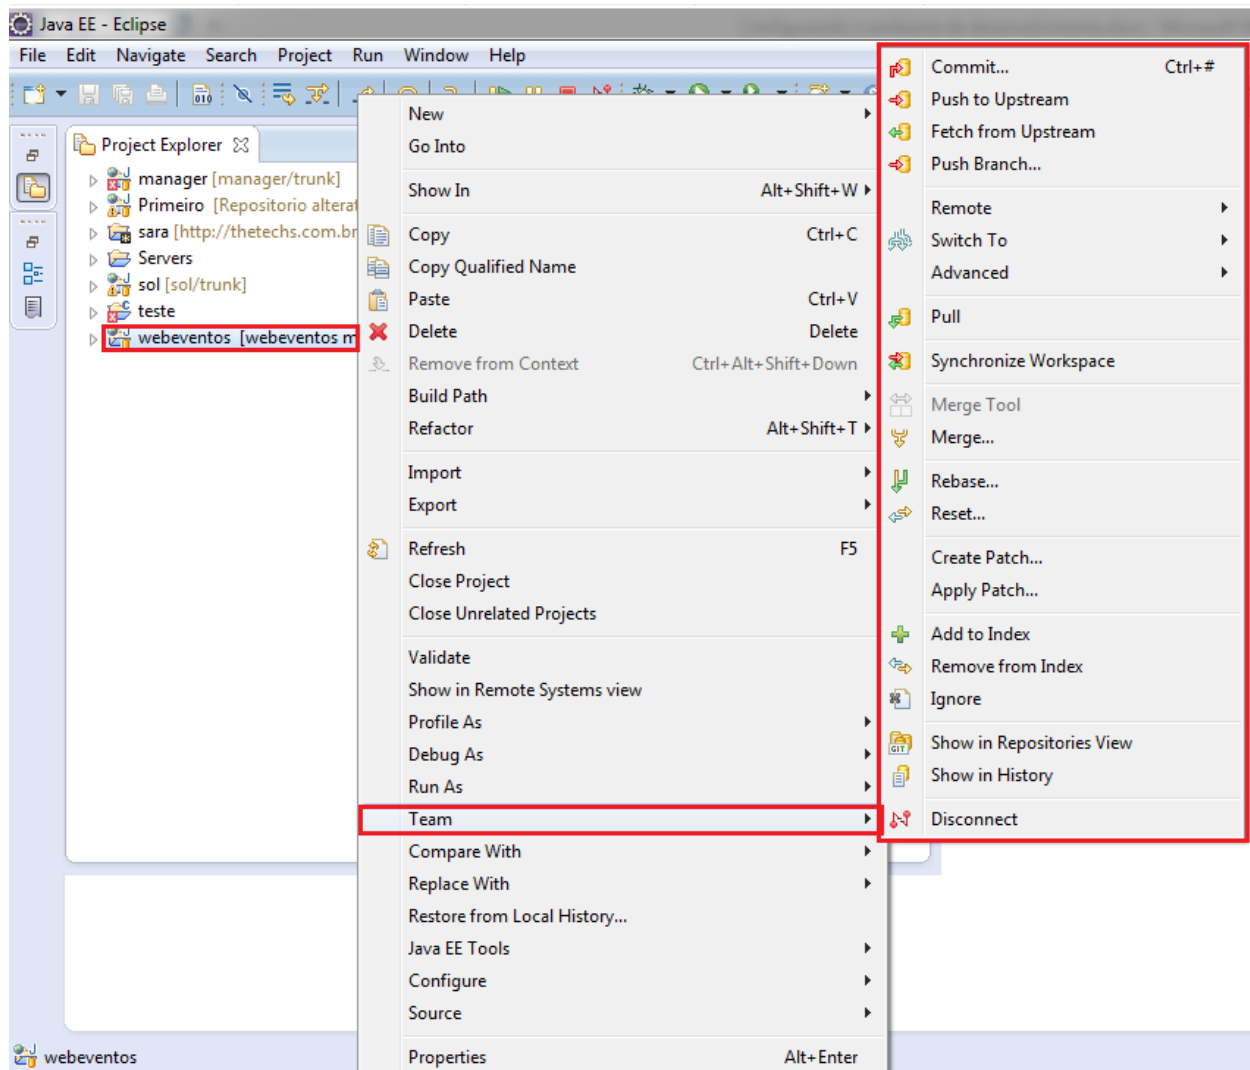 Java EE - Eclipse
File Edit Navigate Search Project Run Window Help
Project Explorer
manager [manager/trunk]
Primeiro [Repositorio alterat
sara [http://thetechs.com.br
Servers
sol [sol/trunk]
teste
webeventos [webeventos m
webeventos
New
Go Into
Show In Alt+Shift+W
Copy Ctrl+C
Copy Qualified Name
Paste Ctrl+V
Delete Delete
Remove from Context Ctrl+Alt+Shift+Down
Build Path
Refactor Alt+Shift+T
Import
Export
Refresh F5
Close Project
Close Unrelated Projects
Validate
Show in Remote Systems view
Profile As
Debug As
Run As
Team
Compare With
Replace With
Restore from Local History...
Java EE Tools
Configure
Source
Properties Alt+Enter
Commit... Ctrl+#
Push to Upstream
Fetch from Upstream
Push Branch...
Remote
Switch To
Advanced
Pull
Synchronize Workspace
Merge Tool
Merge...
Rebase...
Reset...
Create Patch...
Apply Patch...
Add to Index
Remove from Index
Ignore
GIT
Show in Repositories View
Show in History
Disconnect